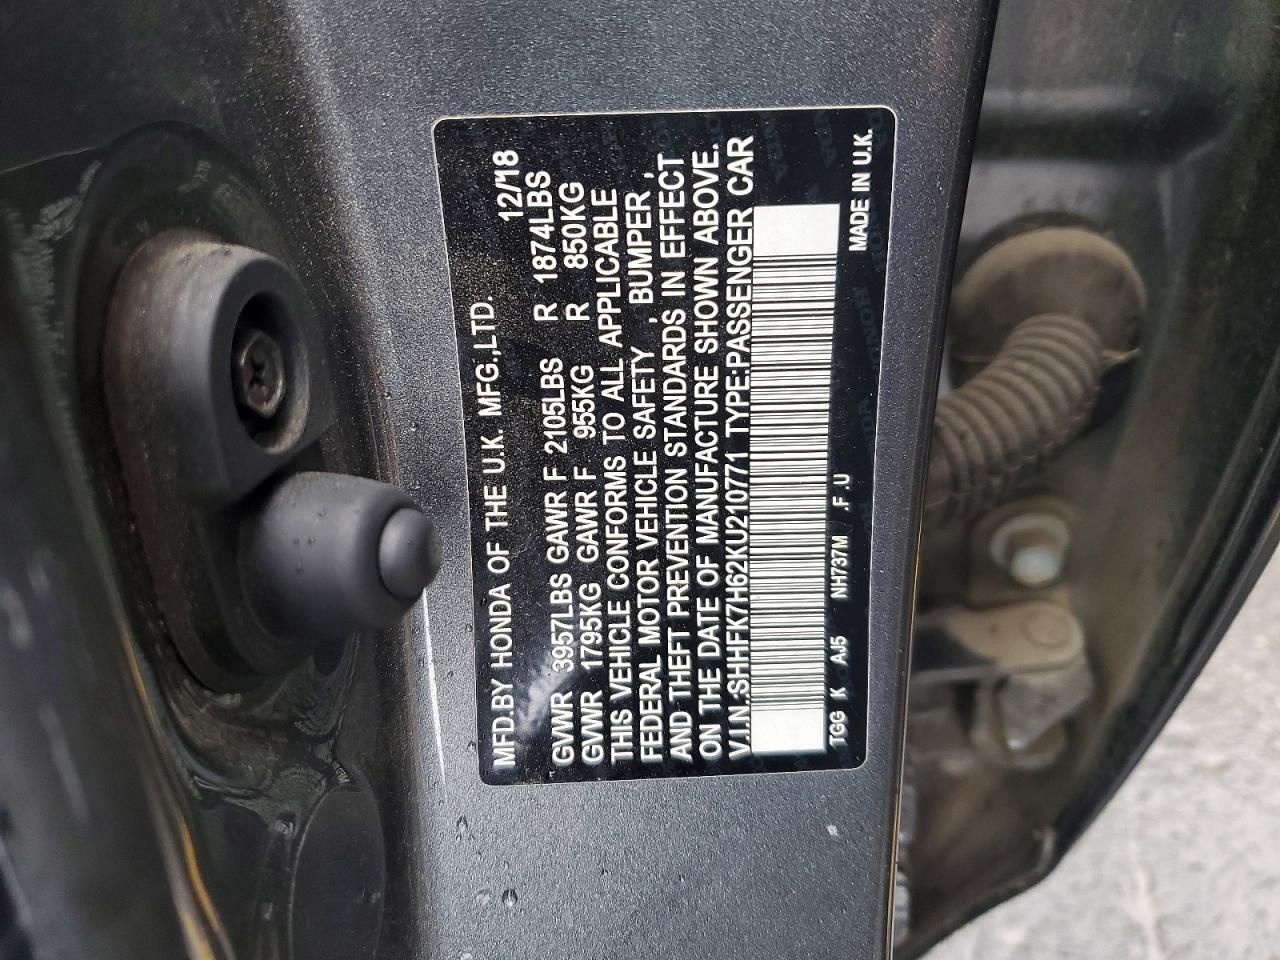 MFD.BY HONDA OF THE U.K. MFG.,LTD. 12/18
GVWR 3957LBS GAWR F 2105LBS R 1874LBS
GVWR 1795KG GAWR F 955KG R 850KG
THIS VEHICLE CONFORMS TO ALL APPLICABLE
FEDERAL MOTOR VEHICLE SAFETY , BUMPER ,
AND THEFT PREVENTION STANDARDS IN EFFECT
ON THE DATE OF MANUFACTURE SHOWN ABOVE.
V.I.N.:SHHFK7H62KU210771 TYPE:PASSENGER CAR
TGG K AJ5 NH737M .F.U MADE IN U.K.